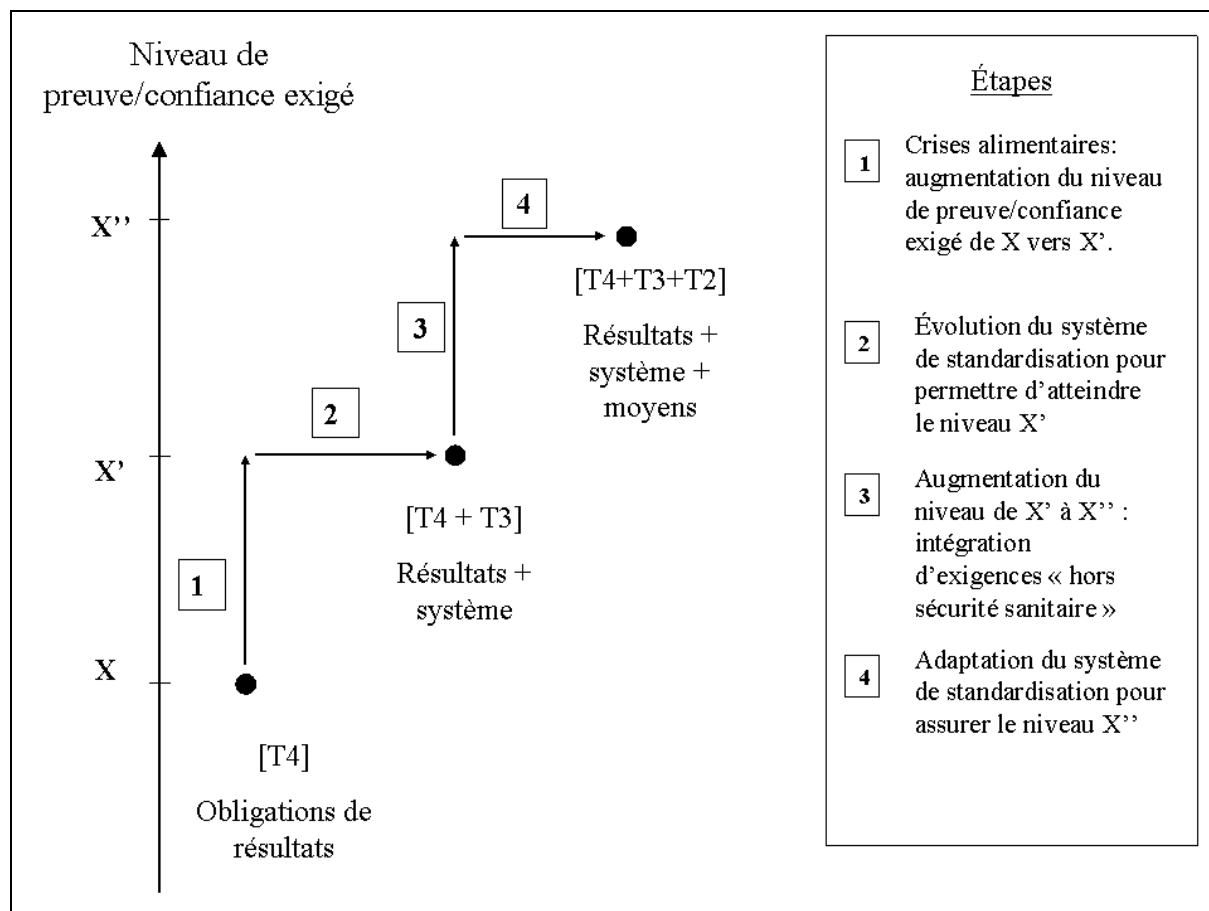 Niveau de
preuve/confiance exigé
X’’
4
[T4+T3+T2]
3
Résultats +
système +
moyens
2
X’
[T4 + T3]
Résultats +
système
1
X
[T4]
Obligations de
résultats
Étapes
1
Crises alimentaires:
augmentation du niveau
de preuve/confiance
exigé de X vers X’.
2
Évolution du système
de standardisation pour
permettre d’atteindre
le niveau X’
3
Augmentation du
niveau de X’ à X’’ :
intégration
d’exigences « hors
sécurité sanitaire »
4
Adaptation du système
de standardisation pour
assurer le niveau X’’